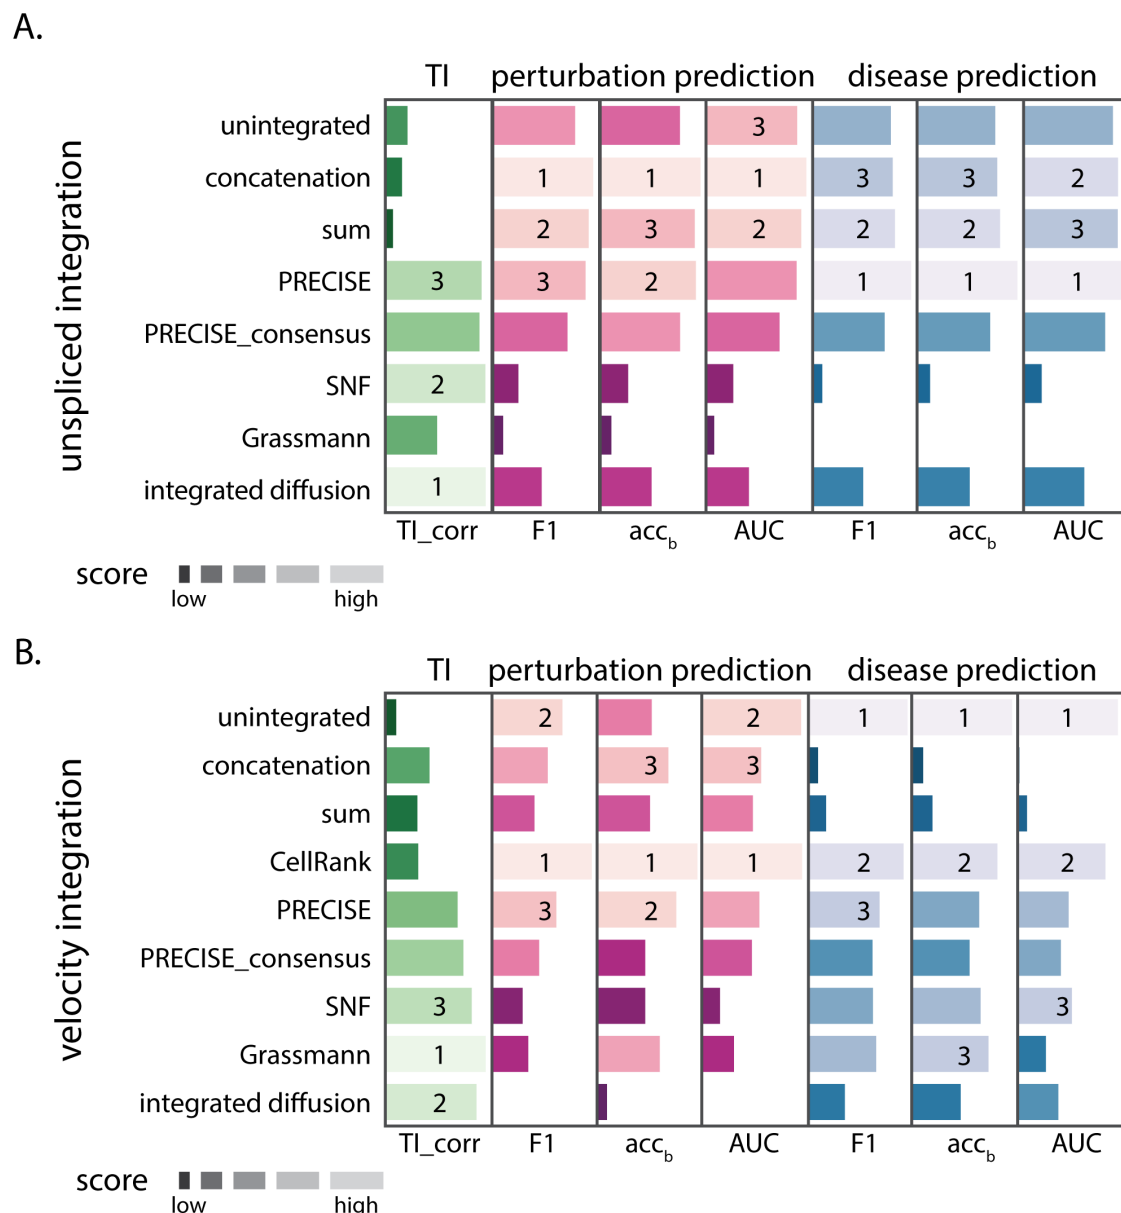 A.
TI perturbation prediction disease prediction
unspliced integration
unintegrated 3
concatenation 1 1 1 3 3 2
sum 2 3 2 2 2 3
PRECISE 3 3 2 1 1 1
PRECISE_consensus
SNF 2
Grassmann
integrated diffusion 1
TI_corr F1 acc_b AUC F1 acc_b AUC
score
low high
B.
TI perturbation prediction disease prediction
velocity integration
unintegrated 2 2 1 1 1
concatenation 3 3
sum
CellRank 1 1 1 2 2 2
PRECISE 3 2 3
PRECISE_consensus
SNF 3 3
Grassmann 1 3
integrated diffusion 2
TI_corr F1 acc_b AUC F1 acc_b AUC
score
low high